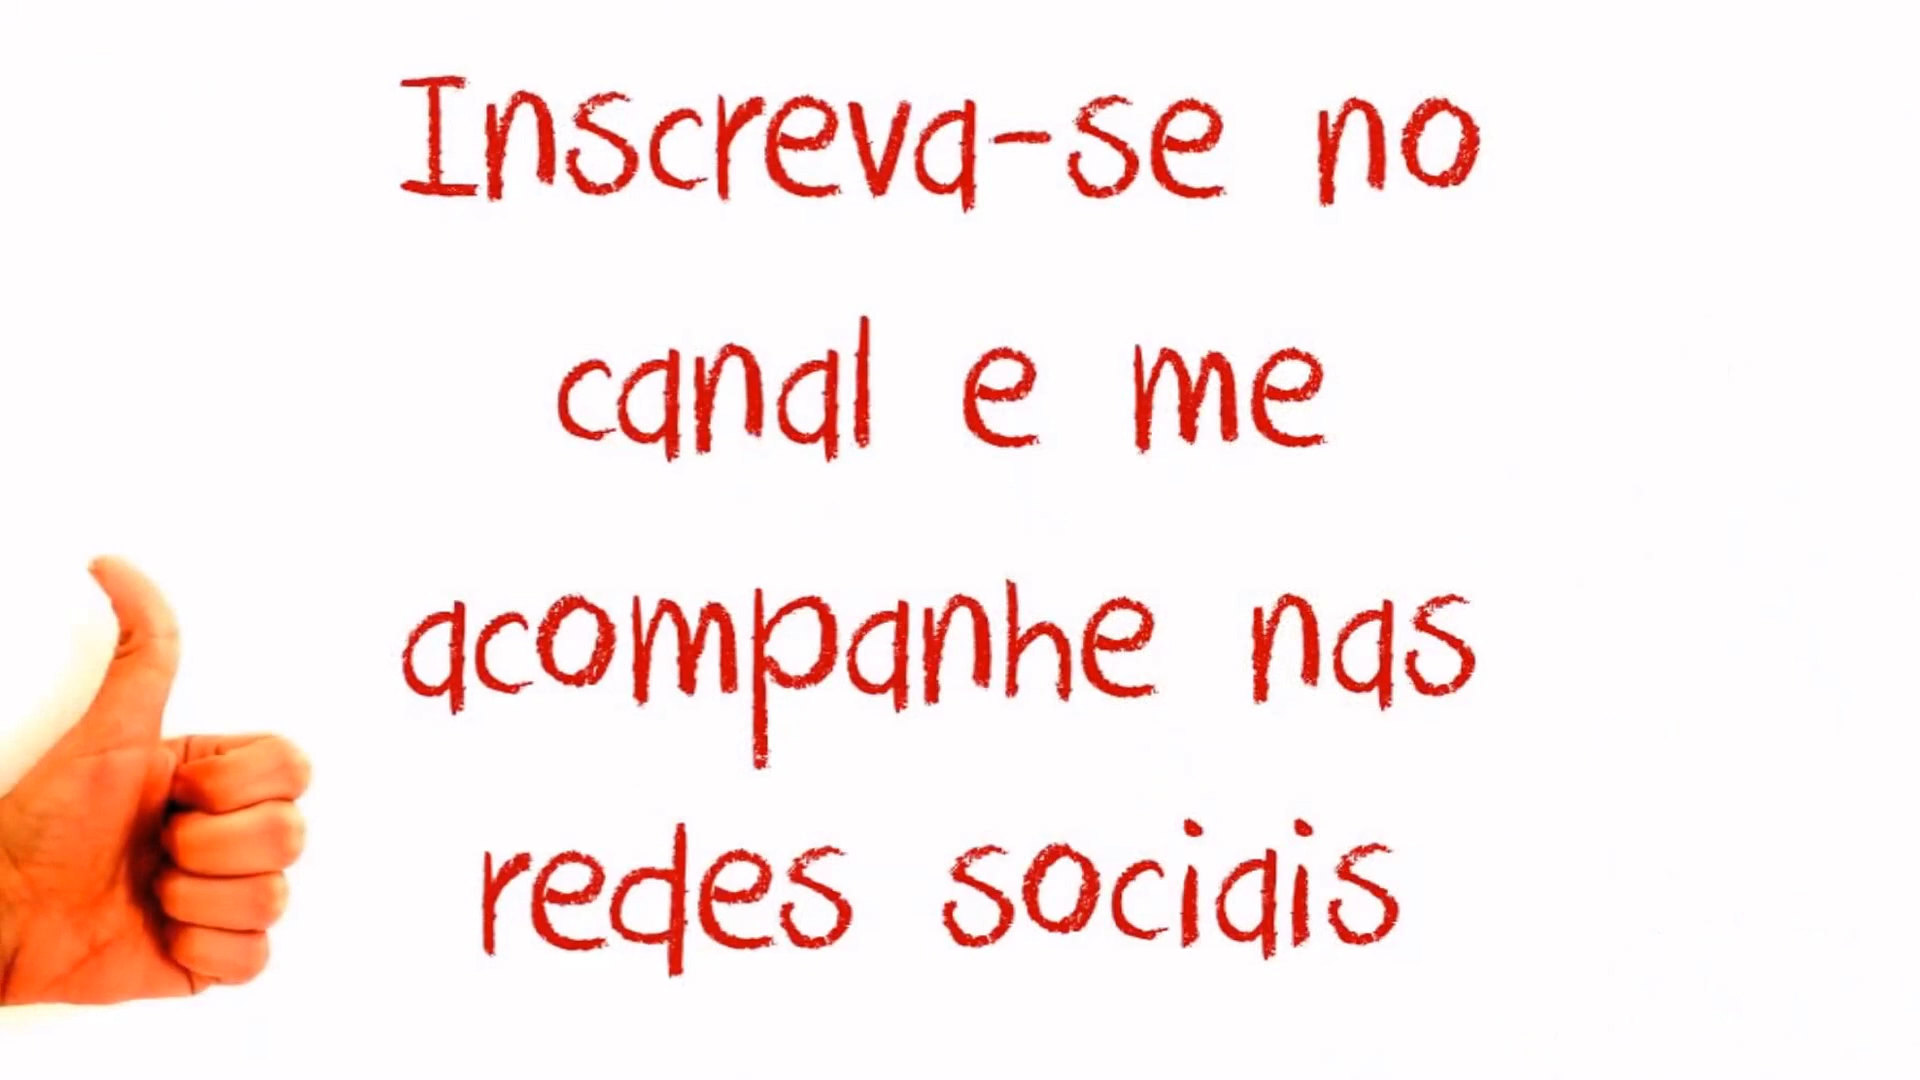 Inscreva-se no
canal e me
acompanhe nas
redes sociais